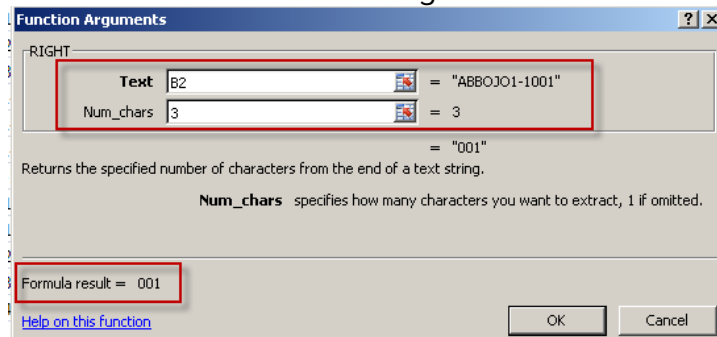 Function Arguments
RIGHT
Text B2 = "ABBOJO1-1001"
Num_chars 3 = 3
= "001"
Returns the specified number of characters from the end of a text string.
Num_chars specifies how many characters you want to extract, 1 if omitted.
Formula result = 001
Help on this function OK Cancel